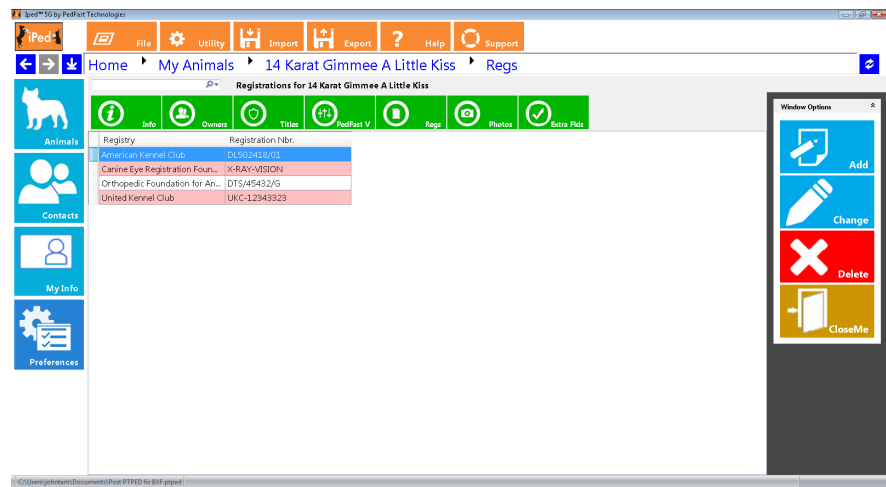 Iped™ 5G by PedFast Technologies
iPed
File
Utility
Import
Export
Help
Support
Home My Animals 14 Karat Gimmee A Little Kiss Regs
Registrations for 14 Karat Gimmee A Little Kiss
Info
Owners
Titles
PedFast V
Regs
Photos
Extra Flds
Window Options
Animals
Contacts
My Info
Preferences
Registry Registration Nbr.
American Kennel Club DL502418/01
Canine Eye Registration Foun... X-RAY-VISION
Orthopedic Foundation for An... DTS/45432/G
United Kennel Club UKC-12343323
Add
Change
Delete
CloseMe
C:\Users\johntam\Documents\Post PTPED fix BXF.ptped